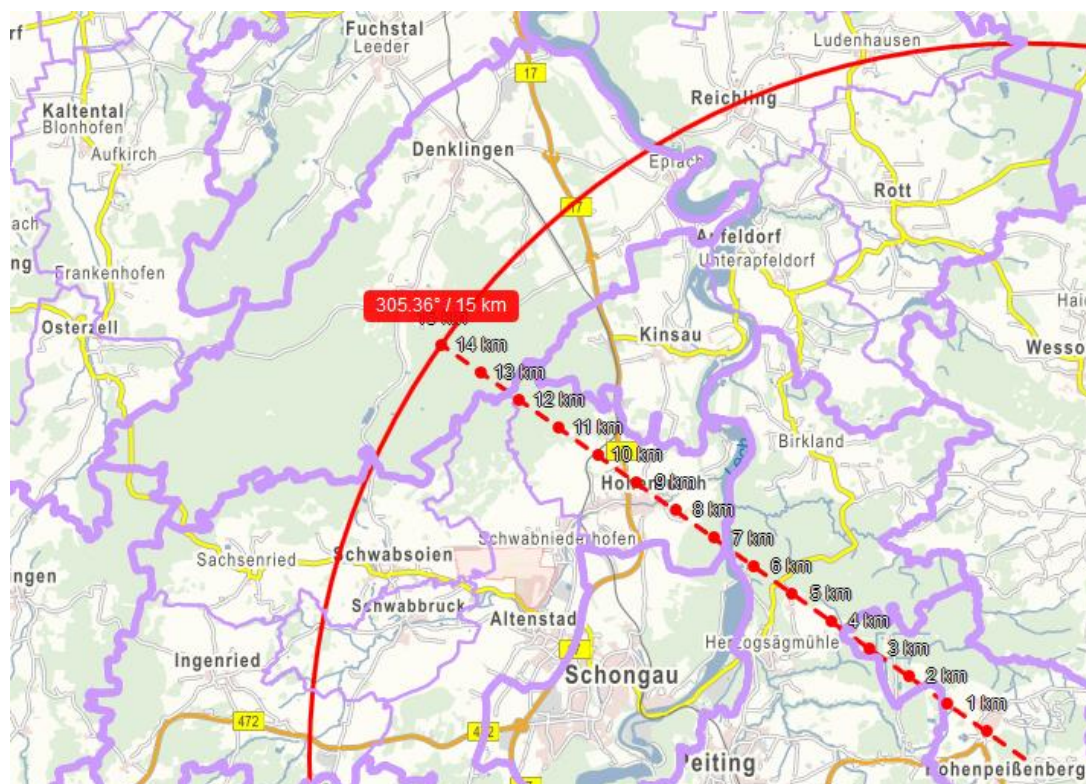 Fuchstal
Leeder
Ludenhausen
17
Kaltental
Blonhofen
Reichling
Aufkirch
Denklingen
Epfach
Rott
17
Apfeldorf
Unterapfeldorf
Frankenhofen
305.36° / 15 km
Osterzell
14 km
Kinsau
Wesso
13 km
12 km
11 km
Birkland
10 km
Lech
9 km
8 km
Schwabniederhofen
7 km
Schwabsoien
Sachsenried
6 km
5 km
Schwabbruck
Altenstad
4 km
Herzogsägmühle
3 km
Ingenried
Schongau
2 km
1 km
472
Hohenpeißenberg